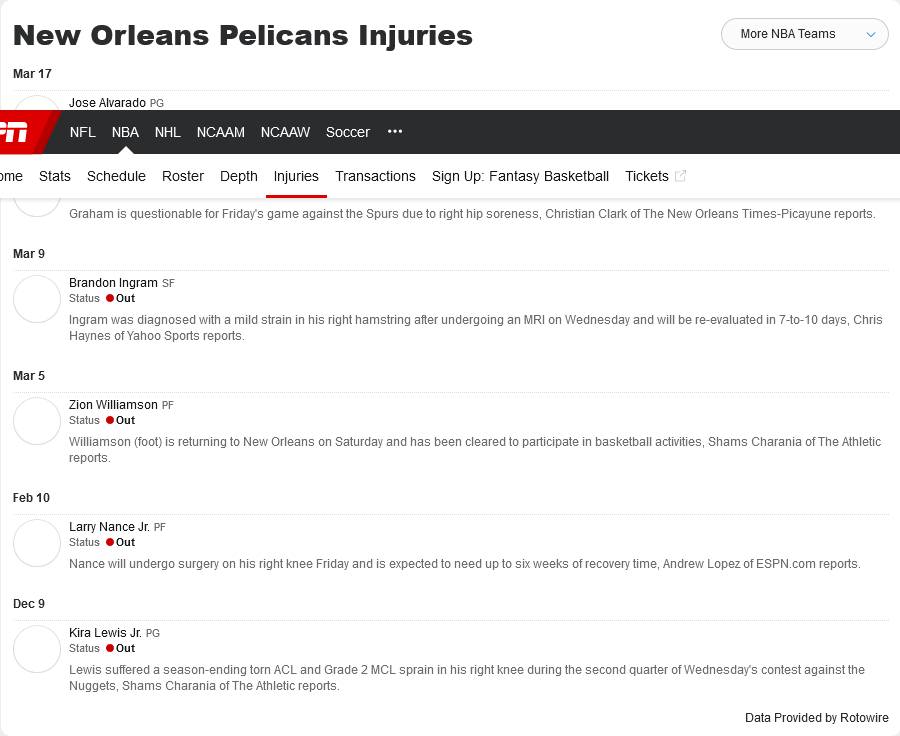 New Orleans Pelicans Injuries
More NBA Teams
Mar 17
Jose Alvarado PG
NFL NBA NHL NCAAM NCAAW Soccer •••
Stats Schedule Roster Depth Injuries Transactions Sign Up: Fantasy Basketball Tickets
Graham is questionable for Friday's game against the Spurs due to right hip soreness, Christian Clark of The New Orleans Times-Picayune reports.
Mar 9
Brandon Ingram SF
Status Out
Ingram was diagnosed with a mild strain in his right hamstring after undergoing an MRI on Wednesday and will be re-evaluated in 7-to-10 days, Chris
Haynes of Yahoo Sports reports.
Mar 5
Zion Williamson PF
Status Out
Williamson (foot) is returning to New Orleans on Saturday and has been cleared to participate in basketball activities, Shams Charania of The Athletic
reports.
Feb 10
Larry Nance Jr. PF
Status Out
Nance will undergo surgery on his right knee Friday and is expected to need up to six weeks of recovery time, Andrew Lopez of ESPN.com reports.
Dec 9
Kira Lewis Jr. PG
Status Out
Lewis suffered a season-ending torn ACL and Grade 2 MCL sprain in his right knee during the second quarter of Wednesday's contest against the
Nuggets, Shams Charania of The Athletic reports.
Data Provided by Rotowire